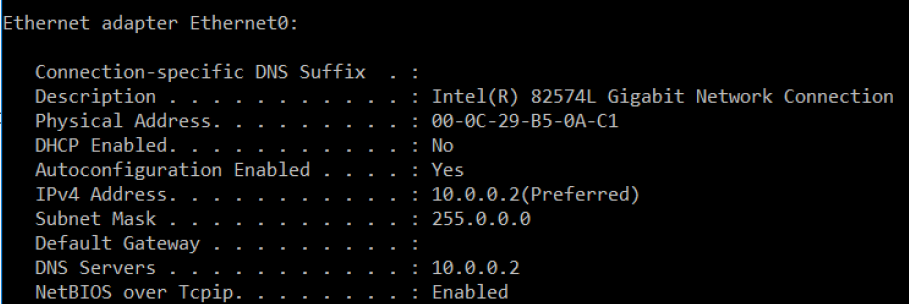 Ethernet adapter Ethernet0:
Connection-specific DNS Suffix  . :
Description . . . . . . . . . . . : Intel(R) 82574L Gigabit Network Connection
Physical Address. . . . . . . . . : 00-0C-29-B5-0A-C1
DHCP Enabled. . . . . . . . . . . : No
Autoconfiguration Enabled . . . . : Yes
IPv4 Address. . . . . . . . . . . : 10.0.0.2(Preferred)
Subnet Mask . . . . . . . . . . . : 255.0.0.0
Default Gateway . . . . . . . . . :
DNS Servers . . . . . . . . . . . : 10.0.0.2
NetBIOS over Tcpip. . . . . . . . : Enabled